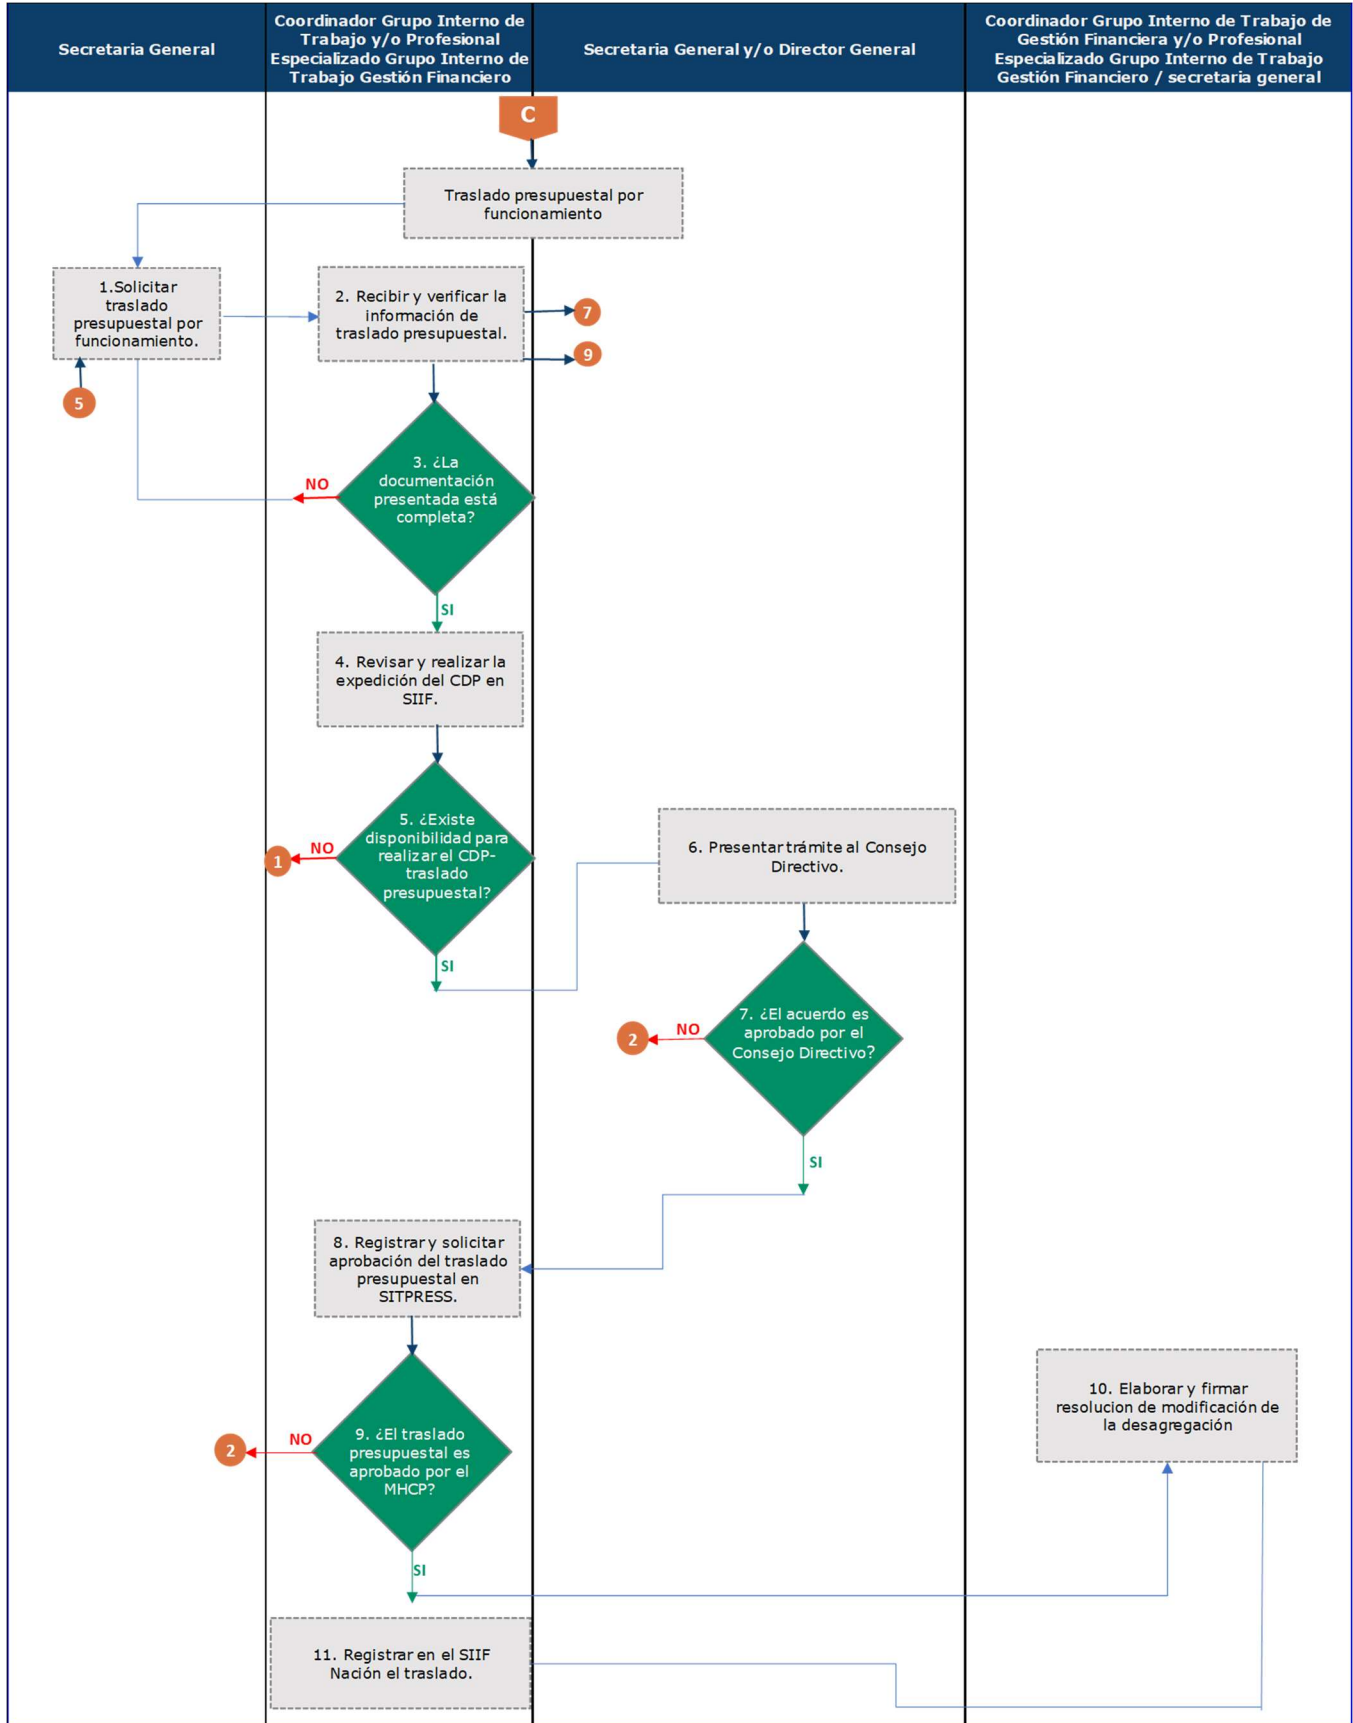 Secretaria General
Coordinador Grupo Interno de
Trabajo y/o Profesional
Especializado Grupo Interno de
Trabajo Gestión Financiero
Secretaria General y/o Director General
Coordinador Grupo Interno de Trabajo de
Gestión Financiera y/o Profesional
Especializado Grupo Interno de Trabajo
Gestión Financiero / secretaria general
C
Traslado presupuestal por
funcionamiento
1.Solicitar
traslado
presupuestal por
funcionamiento.
2. Recibir y verificar la
información de
traslado presupuestal.
7
9
5
3. ¿La
documentación
presentada está
completa?
NO
SI
4. Revisar y realizar la
expedición del CDP en
SIIF.
5. ¿Existe
disponibilidad para
realizar el CDP-
traslado
presupuestal?
NO
1
SI
6. Presentar trámite al Consejo
Directivo.
7. ¿El acuerdo es
aprobado por el
Consejo Directivo?
NO
2
SI
8. Registrar y solicitar
aprobación del traslado
presupuestal en
SITPRESS.
9. ¿El traslado
presupuestal es
aprobado por el
MHCP?
NO
2
SI
10. Elaborar y firmar
resolucion de modificación de
la desagregación
11. Registrar en el SIIF
Nación el traslado.